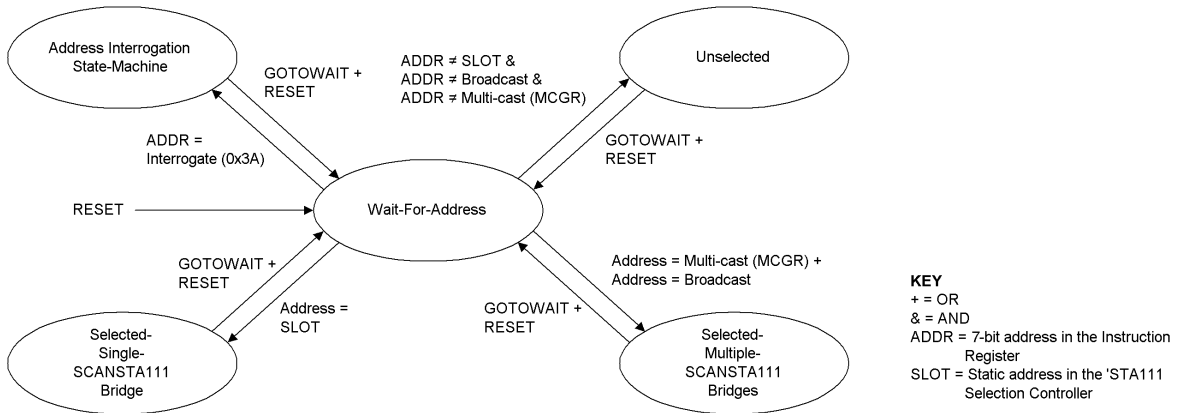 Address Interrogation
State-Machine
GOTOWAIT +
RESET
ADDR ≠ SLOT &
ADDR ≠ Broadcast &
ADDR ≠ Multi-cast (MCGR)
Unselected
ADDR =
Interrogate (0x3A)
GOTOWAIT +
RESET
RESET
Wait-For-Address
GOTOWAIT +
RESET
Address =
SLOT
Address = Multi-cast (MCGR) +
Address = Broadcast
GOTOWAIT +
RESET
Selected-
Single-
SCANSTA111
Bridge
Selected-
Multiple-
SCANSTA111
Bridges
KEY
+ = OR
& = AND
ADDR = 7-bit address in the Instruction
Register
SLOT = Static address in the 'STA111
Selection Controller